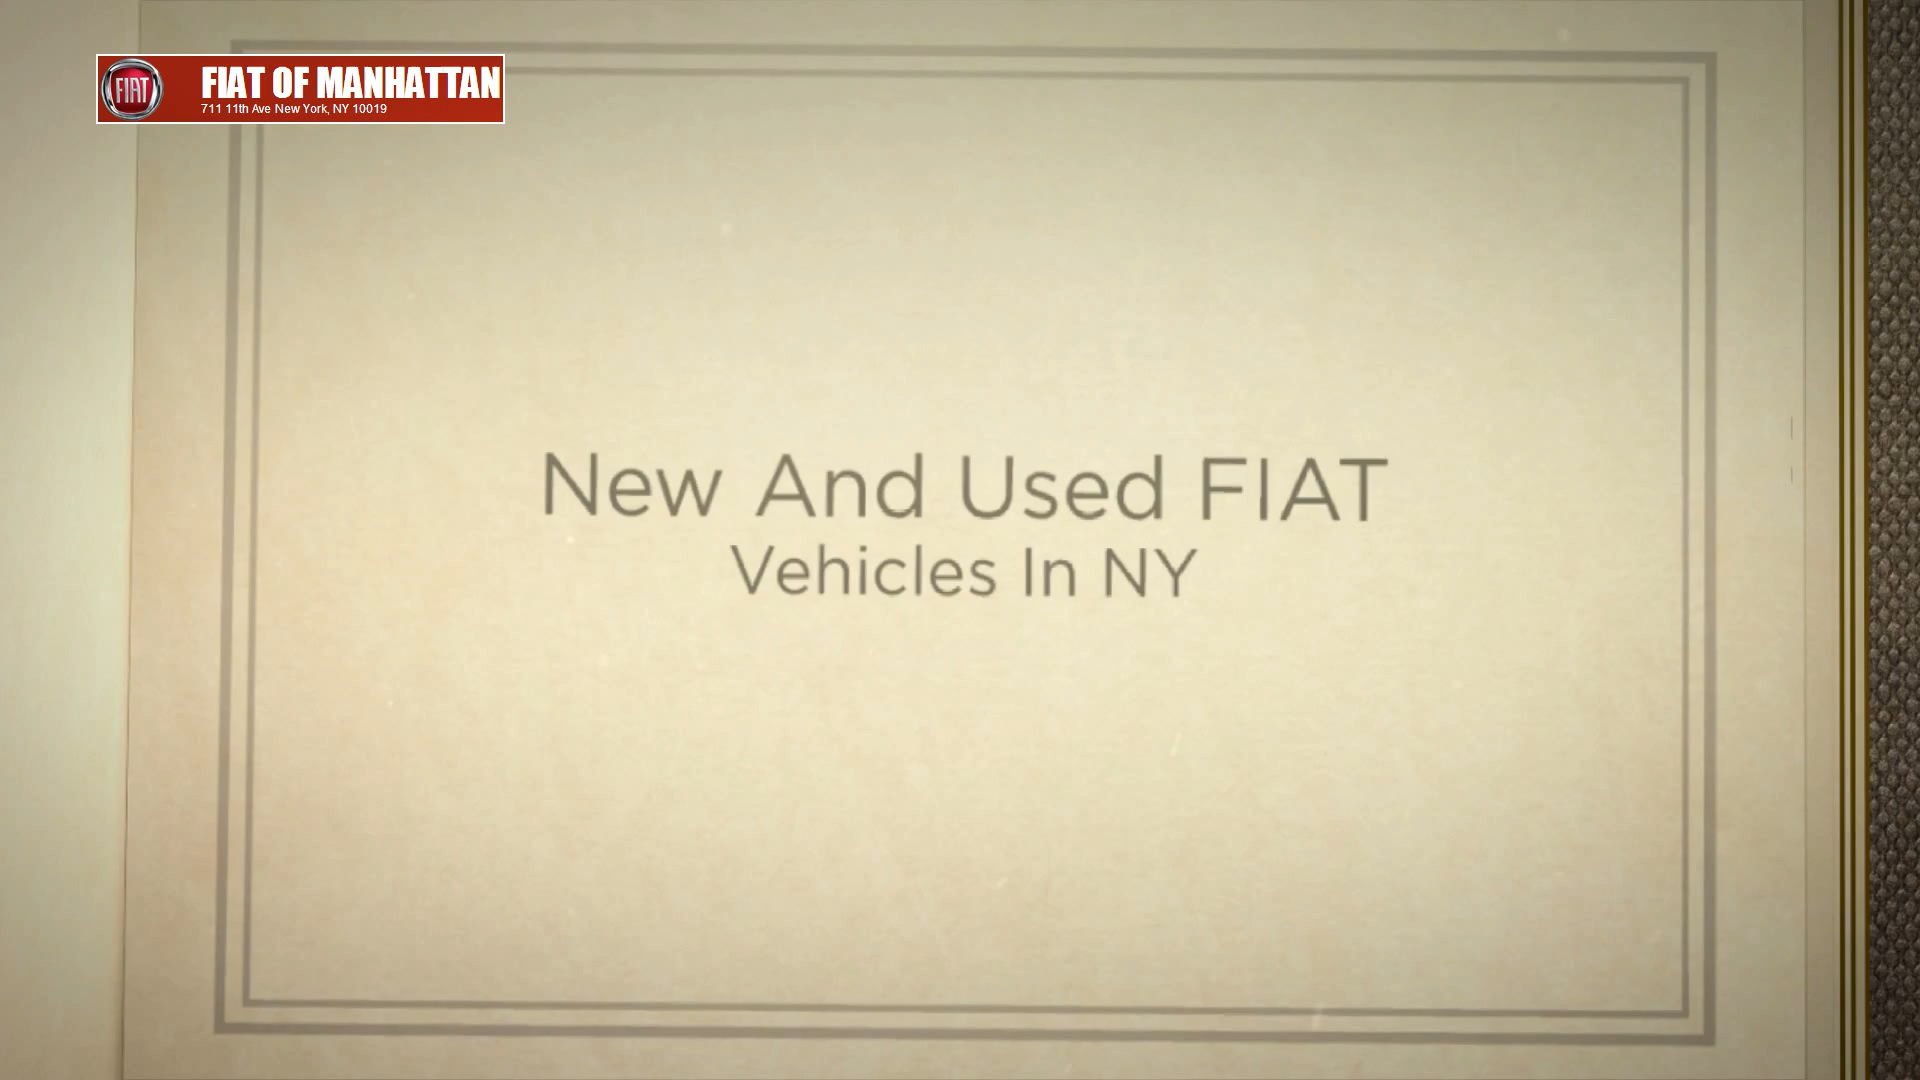 FIAT
FIAT OF MANHATTAN
711 11th Ave New York, NY 10019
New And Used FIAT
Vehicles In NY